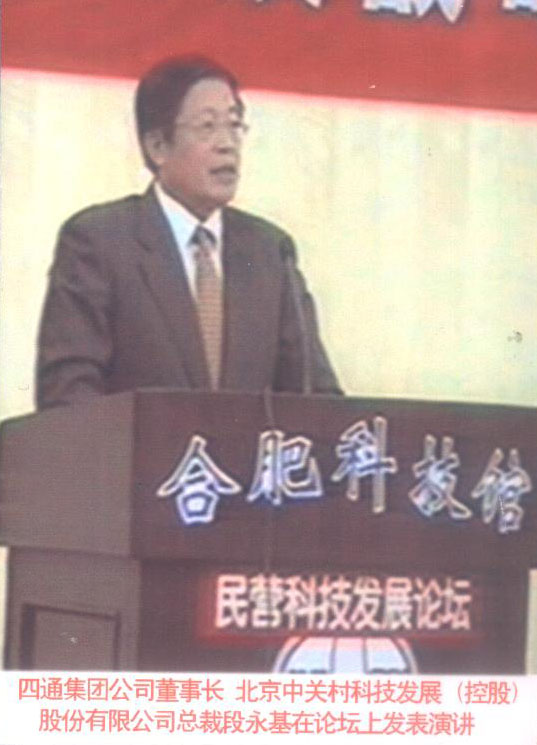 合肥科技馆
民营科技发展论坛
四通集团公司董事长 北京中关村科技发展（控股）
股份有限公司总裁段永基在论坛上发表演讲